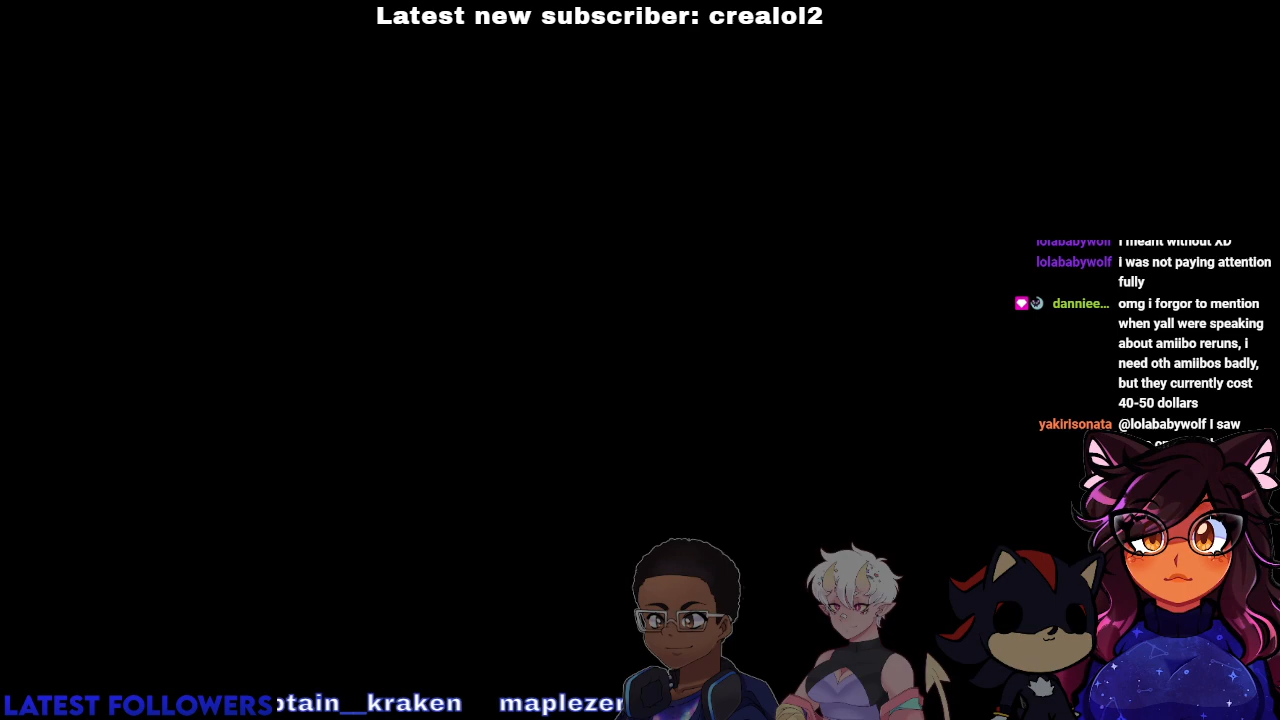 Latest new subscriber: crealol2
lolababywolf I meant without XD
lolababywolf i was not paying attention
fully
danniee... omg i forgor to mention
when yall were speaking
about amiibo reruns, i
need oth amiibos badly,
but they currently cost
40-50 dollars
yakirisonata @lolababywolf I saw
LATEST FOLLOWERS ptain__kraken maplezer